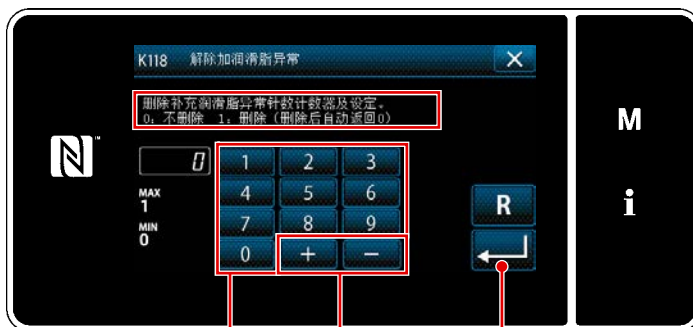 K118 解除加润滑脂异常
删除补充润滑脂异常针数计数器及设定。
0：不删除 1：删除（删除后自动返回0）
0
1 2 3
4 5 6
7 8 9
0 + −
MAX
1
MIN
0
R
M
i